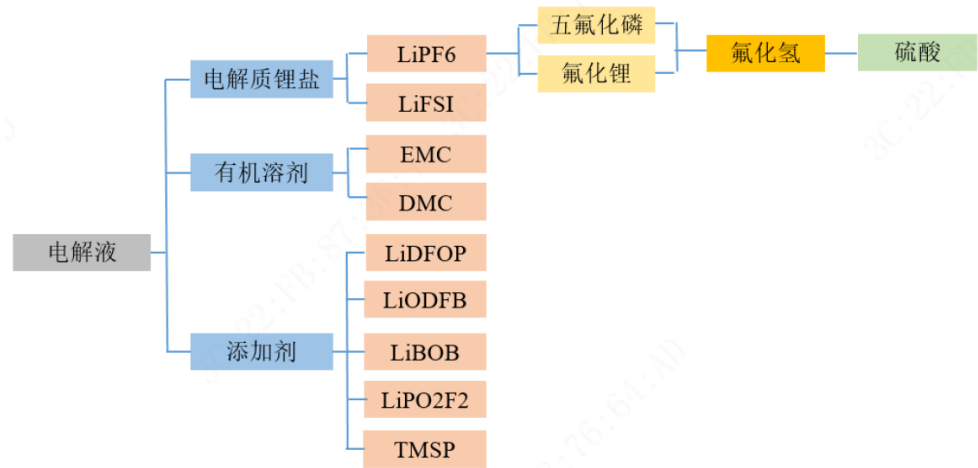 电解液
电解质锂盐
LiPF6
五氟化磷
氟化锂
氟化氢
硫酸
LiFSI
有机溶剂
EMC
DMC
添加剂
LiDFOP
LiODFB
LiBOB
LiPO2F2
TMSP